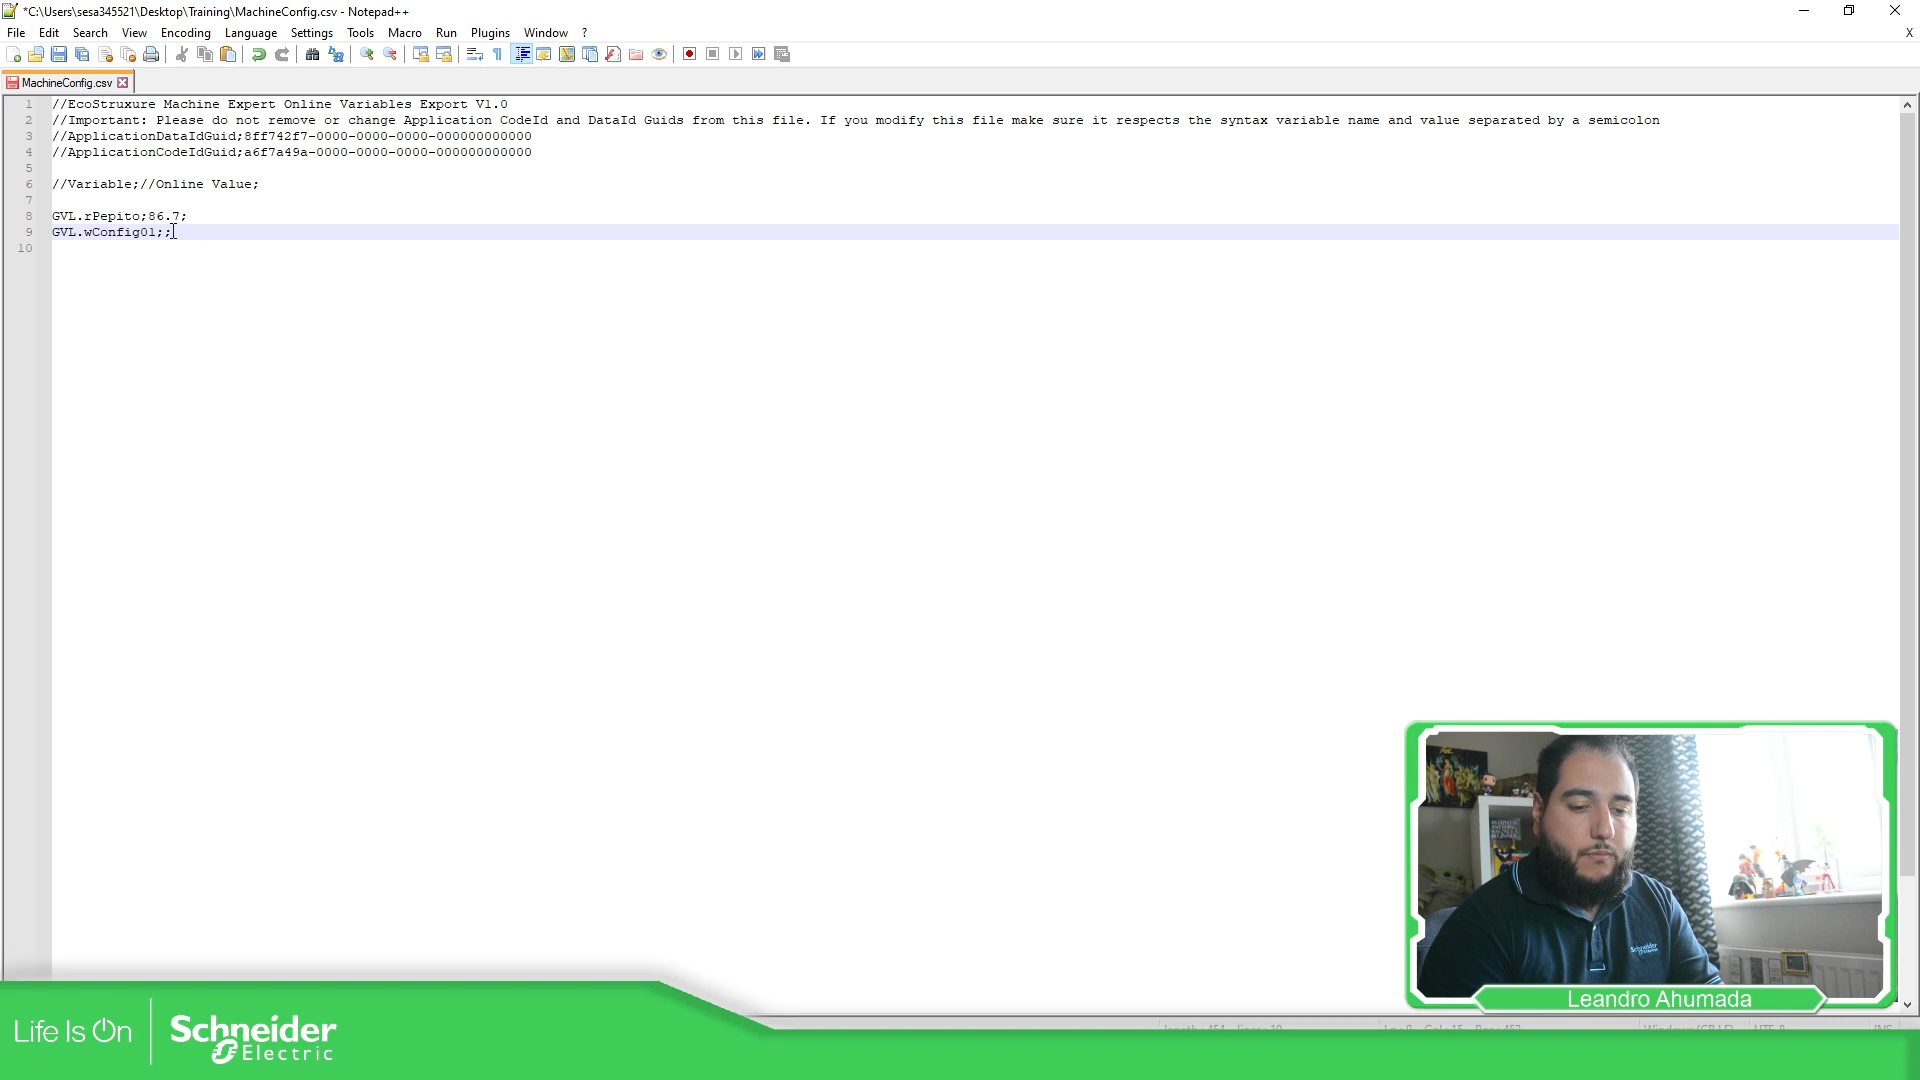 *C:\Users\sesa345521\Desktop\Training\MachineConfig.csv - Notepad++
File Edit Search View Encoding Language Settings Tools Macro Run Plugins Window ? X
MachineConfig.csv
1 //EcoStruxure Machine Expert Online Variables Export V1.0
2 //Important: Please do not remove or change Application CodeId and DataId Guids from this file. If you modify this file make sure it respects the syntax variable name and value separated by a semicolon
3 //ApplicationDataIdGuid;8ff742f7-0000-0000-0000-000000000000
4 //ApplicationCodeIdGuid;a6f7a49a-0000-0000-0000-000000000000
5
6 //Variable;//Online Value;
7
8 GVL.rPepito;86.7;
9 GVL.wConfig01;;
10
Schneider Electric
Leandro Ahumada
Life Is On
Schneider
Electric